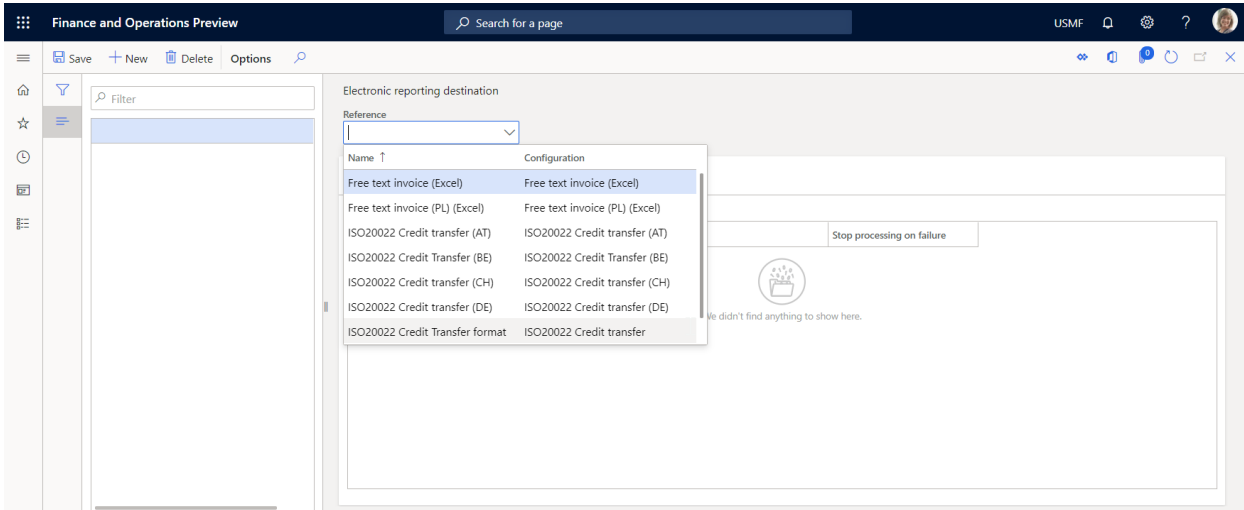 Finance and Operations Preview
Search for a page
USMF
?
Save
New
Delete
Options
0
Filter
Electronic reporting destination
Reference
Name ↑ Configuration
Free text invoice (Excel) Free text invoice (Excel)
Free text invoice (PL) (Excel) Free text invoice (PL) (Excel)
ISO20022 Credit transfer (AT) ISO20022 Credit transfer (AT)
ISO20022 Credit Transfer (BE) ISO20022 Credit Transfer (BE)
ISO20022 Credit transfer (CH) ISO20022 Credit transfer (CH)
ISO20022 Credit transfer (DE) ISO20022 Credit transfer (DE)
ISO20022 Credit Transfer format ISO20022 Credit transfer
Stop processing on failure
didn't find anything to show here.